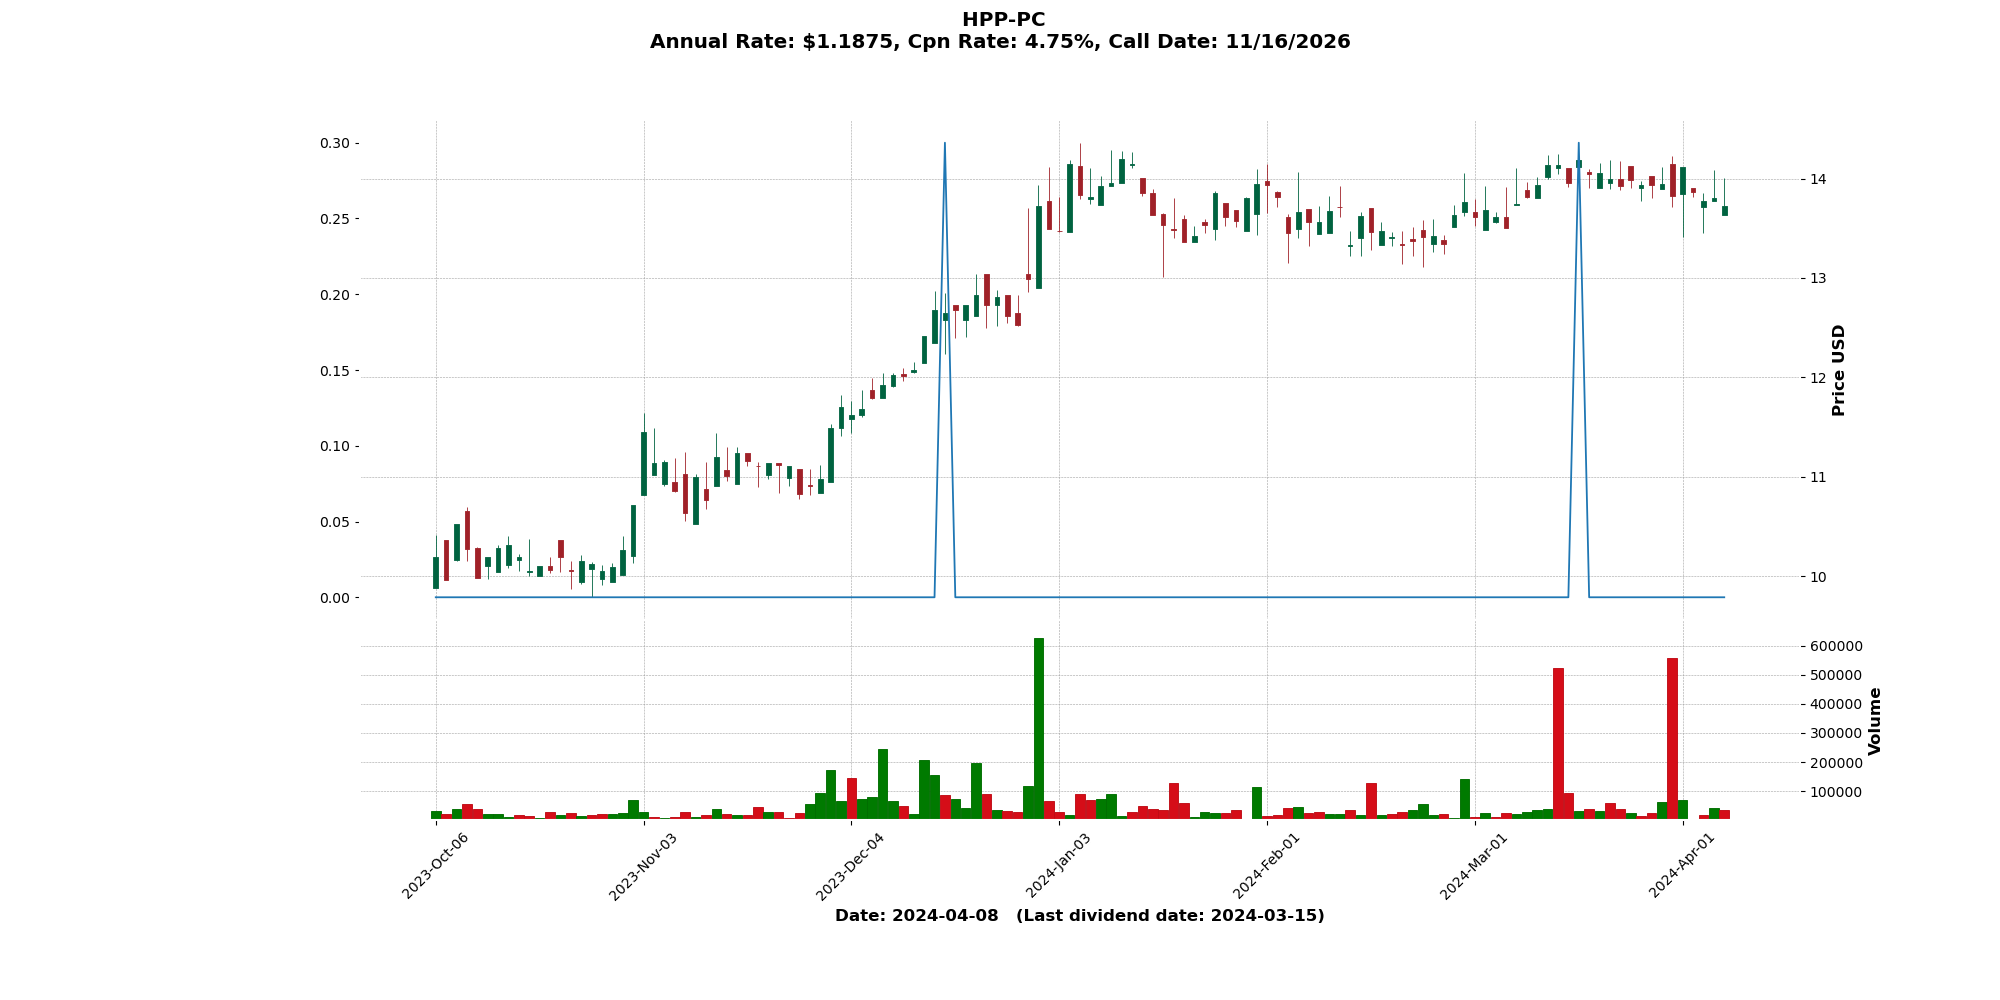 HPP-PC
Annual Rate: $1.1875, Cpn Rate: 4.75%, Call Date: 11/16/2026
0.30
0.25
0.20
0.15
0.10
0.05
0.00
14
13
12
11
10
Price USD
600000
500000
400000
300000
200000
100000
Volume
2023-Oct-06
2023-Nov-03
2023-Dec-04
2024-Jan-03
2024-Feb-01
2024-Mar-01
2024-Apr-01
Date: 2024-04-08 (Last dividend date: 2024-03-15)